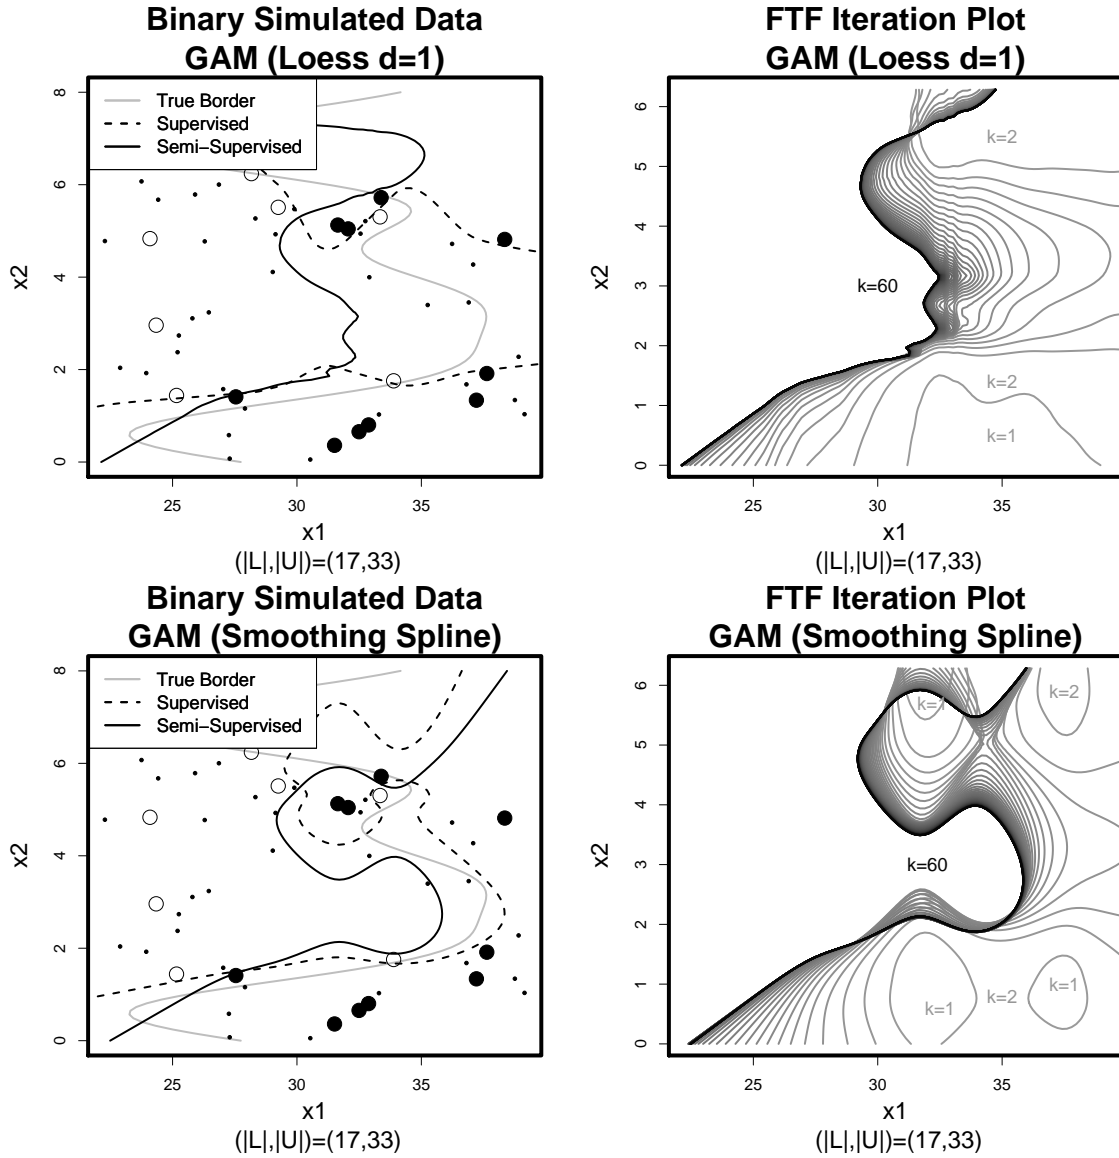 Binary Simulated Data
GAM (Loess d=1)
True Border
Supervised
Semi−Supervised
8
6
4
2
0
x2
25 30 35
x1
(|L|,|U|)=(17,33)
FTF Iteration Plot
GAM (Loess d=1)
6
5
4
3
2
1
0
x2
k=2
k=60
k=2
k=1
25 30 35
x1
(|L|,|U|)=(17,33)
Binary Simulated Data
GAM (Smoothing Spline)
True Border
Supervised
Semi−Supervised
8
6
4
2
0
x2
25 30 35
x1
(|L|,|U|)=(17,33)
FTF Iteration Plot
GAM (Smoothing Spline)
6
5
4
3
2
1
0
x2
k=1
k=2
k=60
k=1
k=2
k=1
25 30 35
x1
(|L|,|U|)=(17,33)